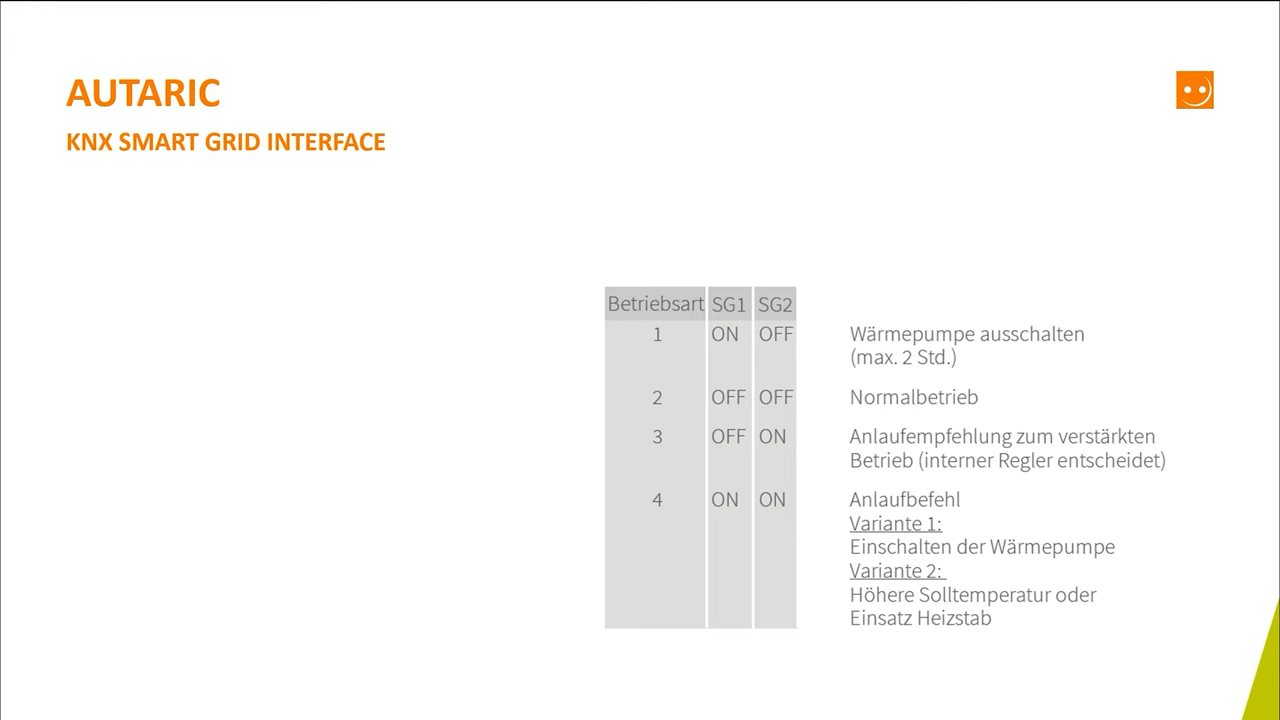 AUTARIC
KNX SMART GRID INTERFACE
Betriebsart SG1 SG2
1 ON OFF Wärmepumpe ausschalten
(max. 2 Std.)
2 OFF OFF Normalbetrieb
3 OFF ON Anlaufempfehlung zum verstärkten
Betrieb (interner Regler entscheidet)
4 ON ON Anlaufbefehl
Variante 1:
Einschalten der Wärmepumpe
Variante 2:
Höhere Solltemperatur oder
Einsatz Heizstab